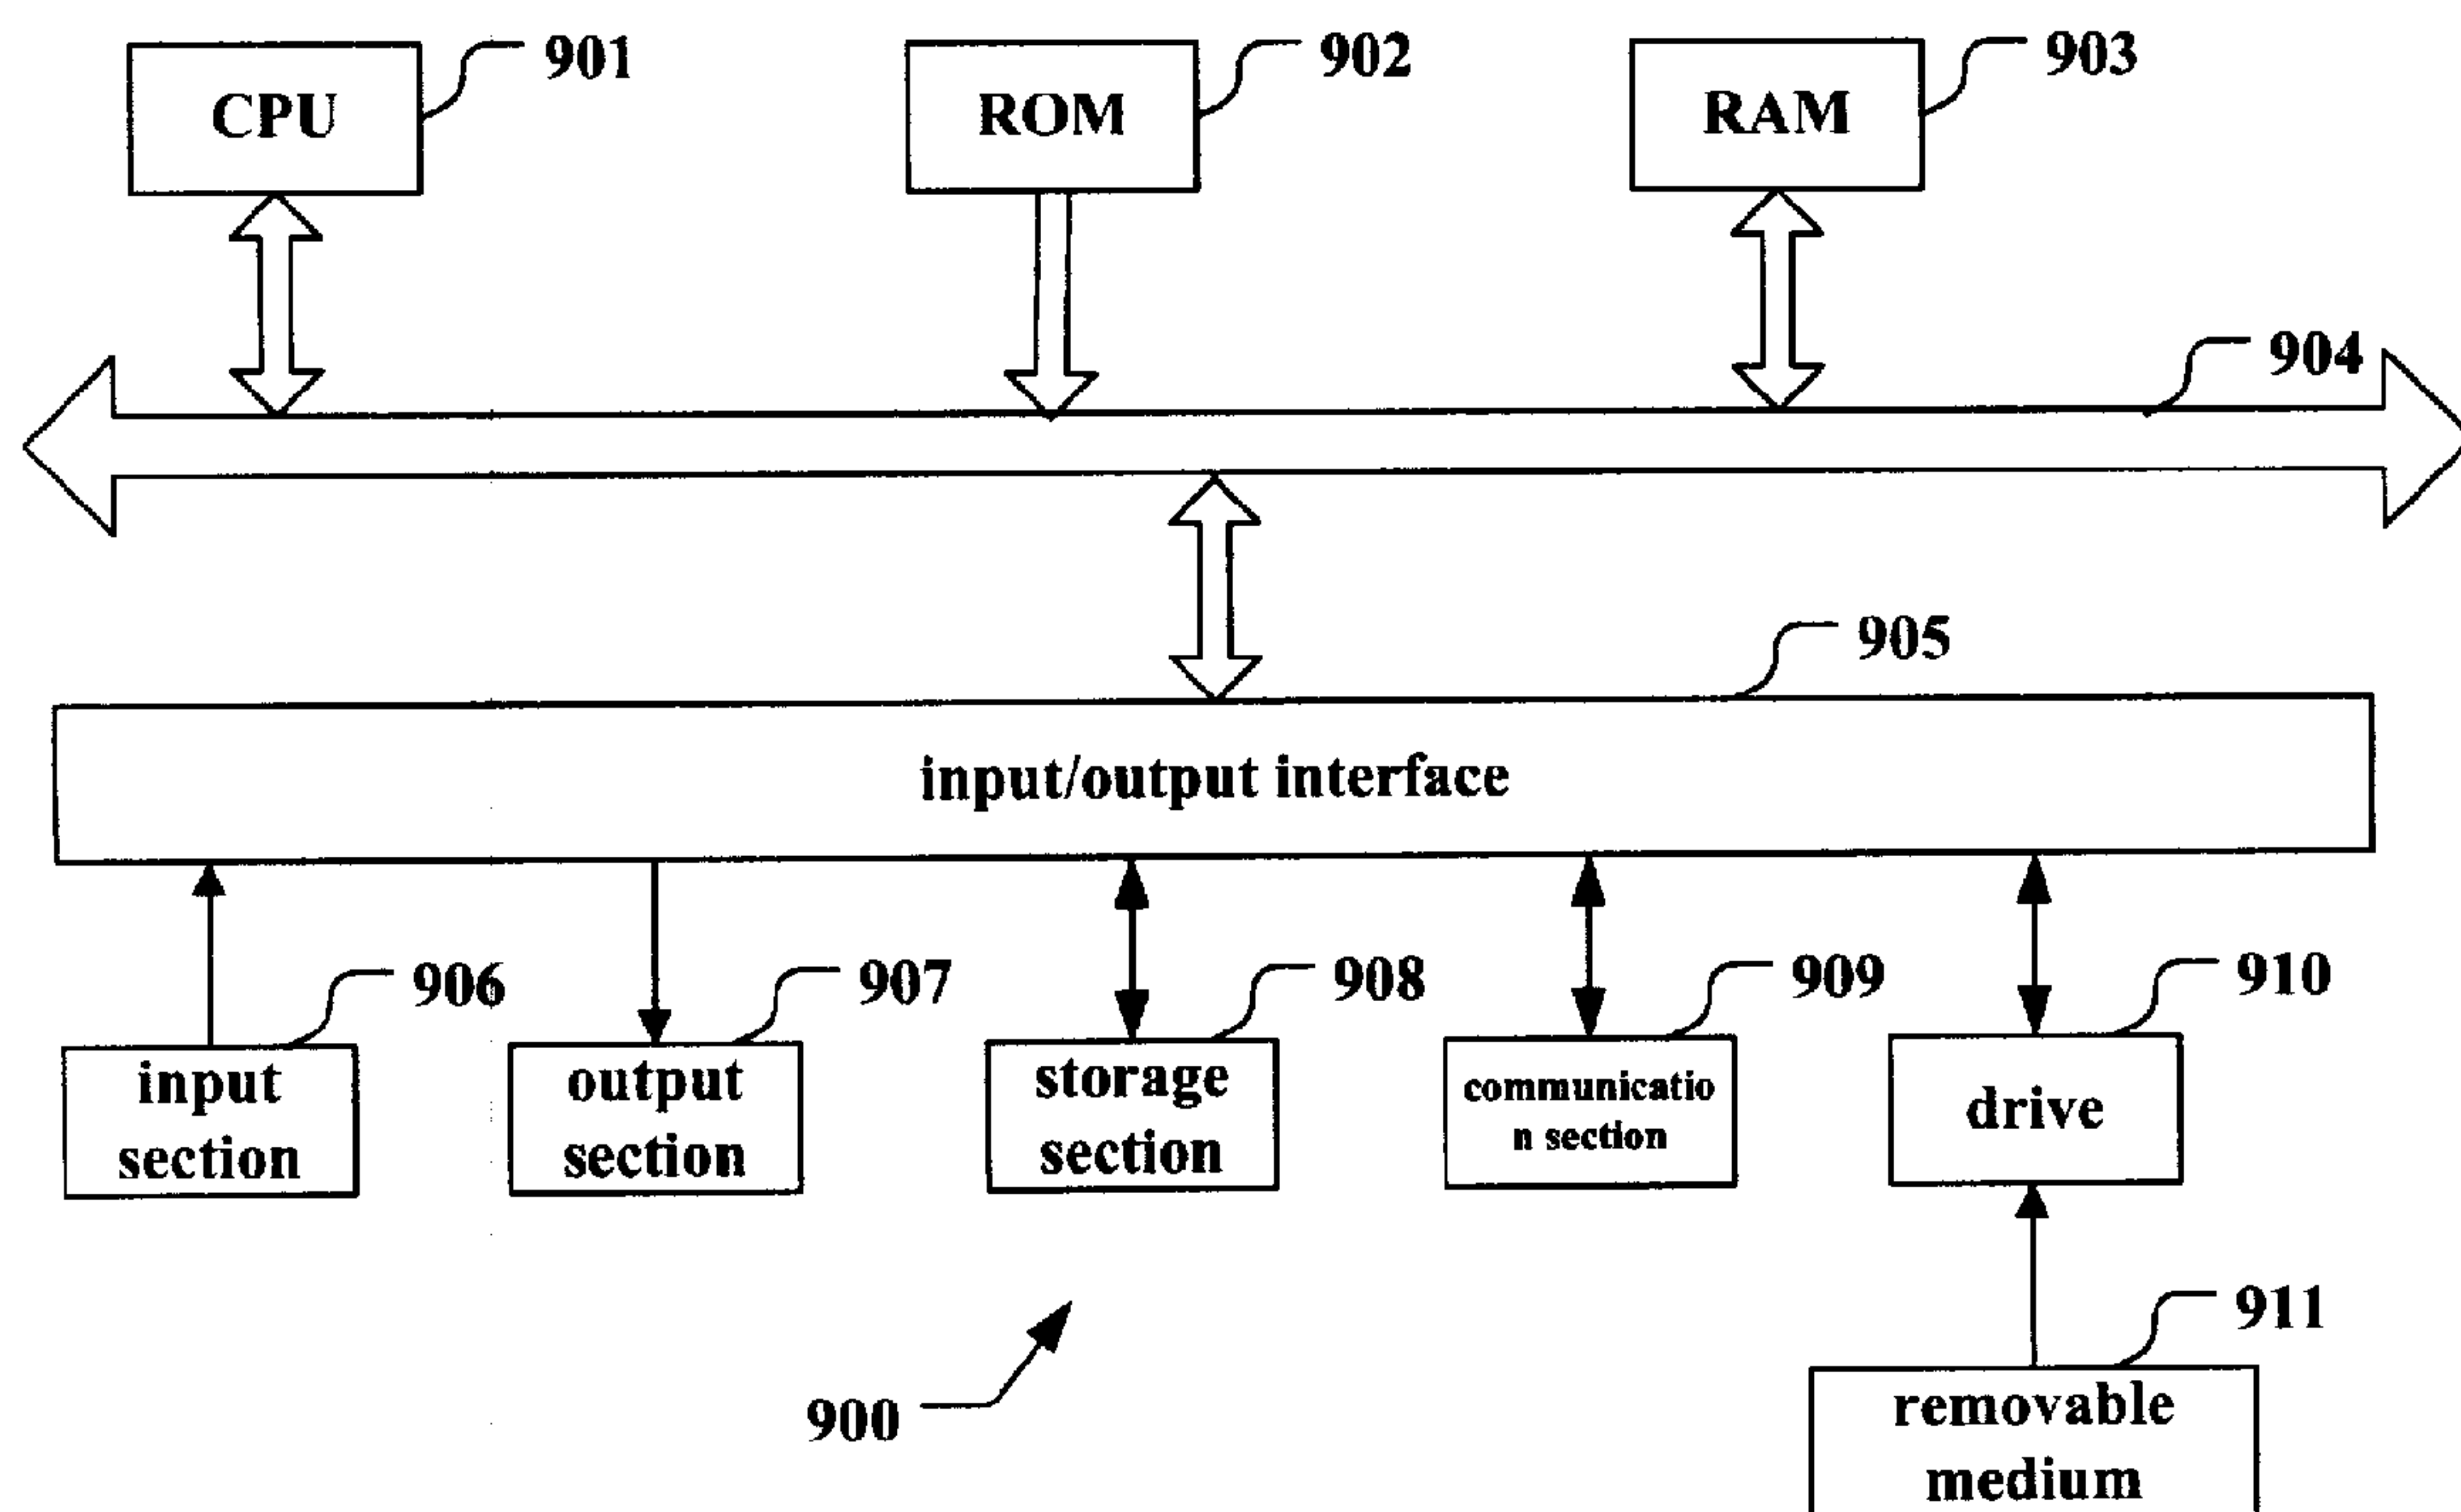 CPU
901
ROM
902
RAM
903
904
905
input/output interface
906
907
908
909
910
input
section
output
section
storage
section
communicatio
n section
drive
911
900
removable
medium